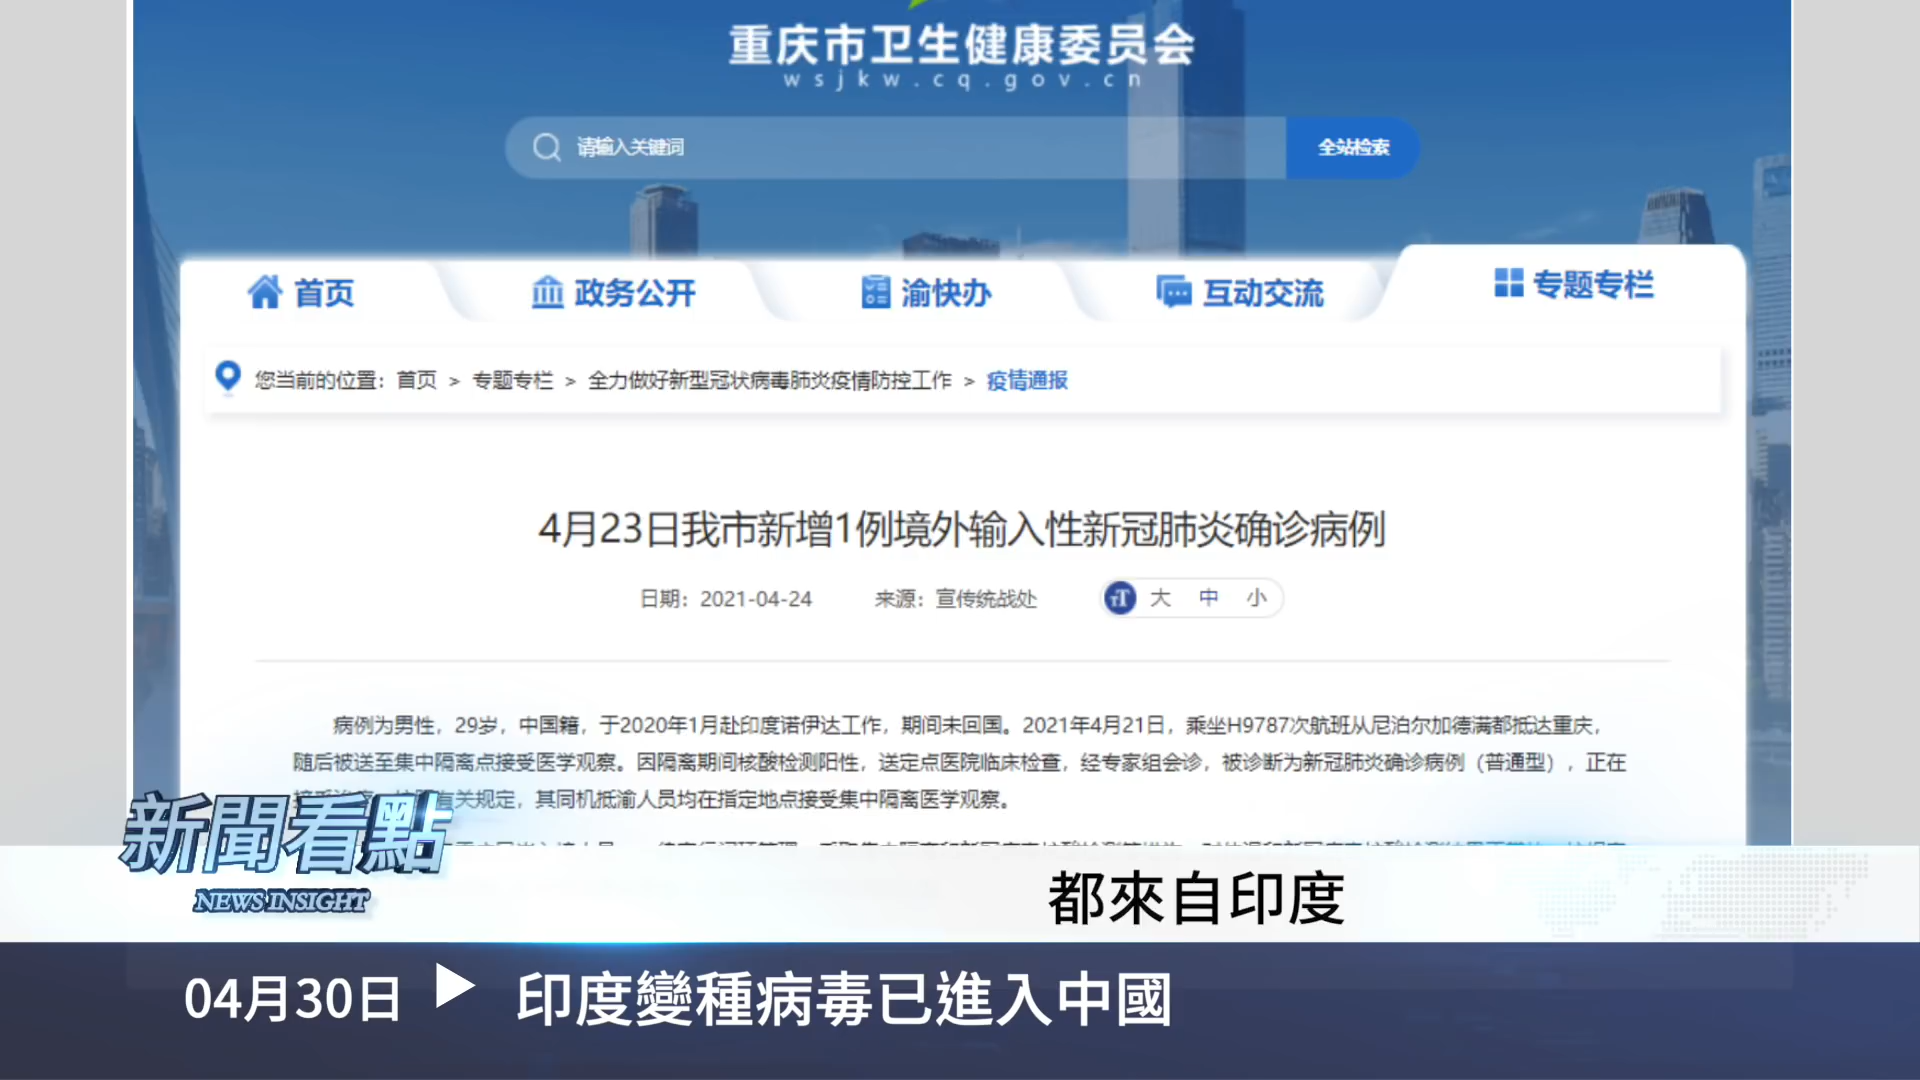 重庆市卫生健康委员会
wsjkw.cq.gov.cn
请输入关键词
全站检索
首页
政务公开
渝快办
互动交流
专题专栏
您当前的位置：首页 > 专题专栏 > 全力做好新型冠状病毒肺炎疫情防控工作 > 疫情通报
4月23日我市新增1例境外输入性新冠肺炎确诊病例
日期：2021-04-24 来源：宣传统战处 大 中 小
病例为男性，29岁，中国籍，于2020年1月赴印度诺伊达工作，期间未回国。2021年4月21日，乘坐H9787次航班从尼泊尔加德满都抵达重庆，
随后被送至集中隔离点接受医学观察。因隔离期间核酸检测阳性，送定点医院临床检查，经专家组会诊，被诊断为新冠肺炎确诊病例（普通型），正在
有关规定，其同机抵渝人员均在指定地点接受集中隔离医学观察。
新聞看點
NEWS INSIGHT
都來自印度
04月30日
印度變種病毒已進入中國